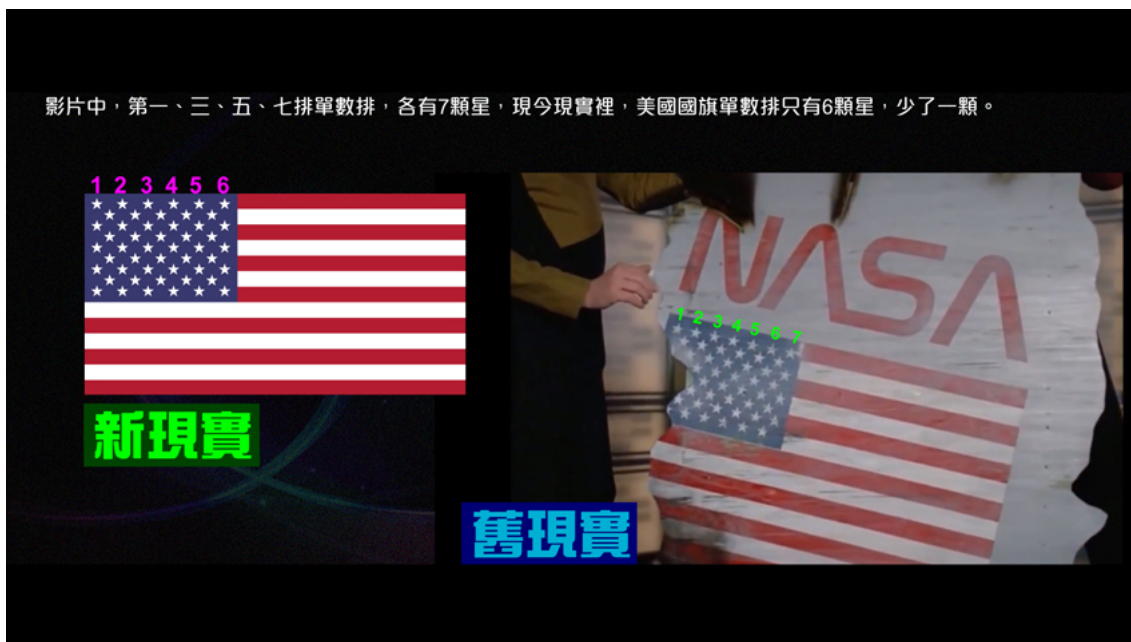 影片中，第一、三、五、七排單數排，各有7顆星，現今現實裡，美國國旗單數排只有6顆星，少了一顆。
1 2 3 4 5 6
NASA
1 2 3 4 5 6 7
新現實
舊現實